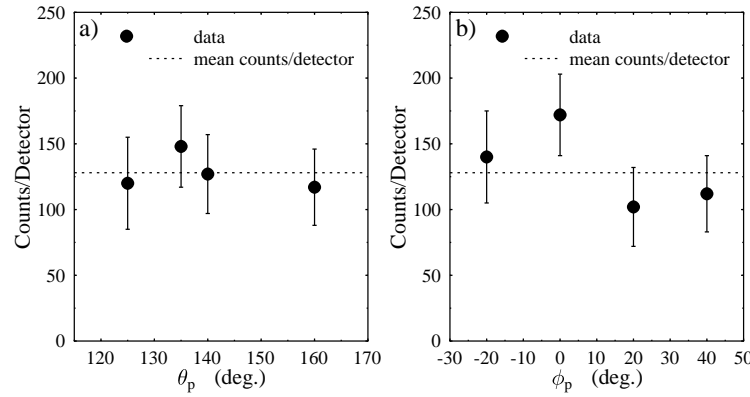 a)
data
mean counts/detector
Counts/Detector
250
200
150
100
50
0
120 130 140 150 160 170
θp (deg.)
b)
data
mean counts/detector
Counts/Detector
250
200
150
100
50
0
-30 -20 -10 0 10 20 30 40 50
ϕp (deg.)